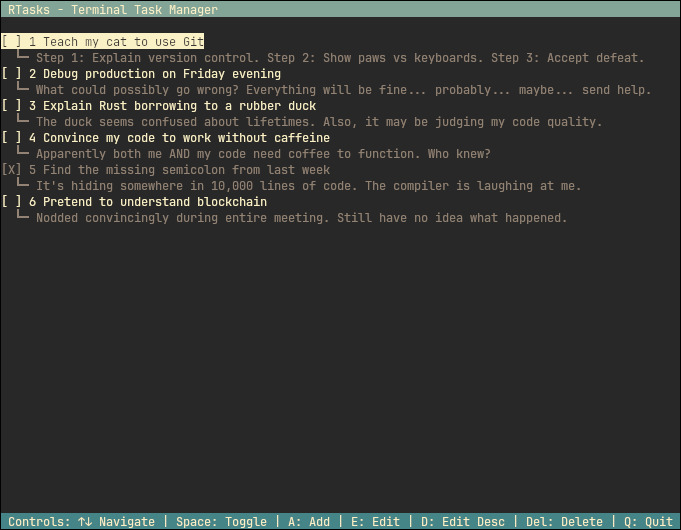 RTasks - Terminal Task Manager
[ ] 1 Teach my cat to use Git
└─ Step 1: Explain version control. Step 2: Show paws vs keyboards. Step 3: Accept defeat.
[ ] 2 Debug production on Friday evening
└─ What could possibly go wrong? Everything will be fine... probably... maybe... send help.
[ ] 3 Explain Rust borrowing to a rubber duck
└─ The duck seems confused about lifetimes. Also, it may be judging my code quality.
[ ] 4 Convince my code to work without caffeine
└─ Apparently both me AND my code need coffee to function. Who knew?
[X] 5 Find the missing semicolon from last week
└─ It's hiding somewhere in 10,000 lines of code. The compiler is laughing at me.
[ ] 6 Pretend to understand blockchain
└─ Nodded convincingly during entire meeting. Still have no idea what happened.
Controls: ↑↓ Navigate | Space: Toggle | A: Add | E: Edit | D: Edit Desc | Del: Delete | Q: Quit